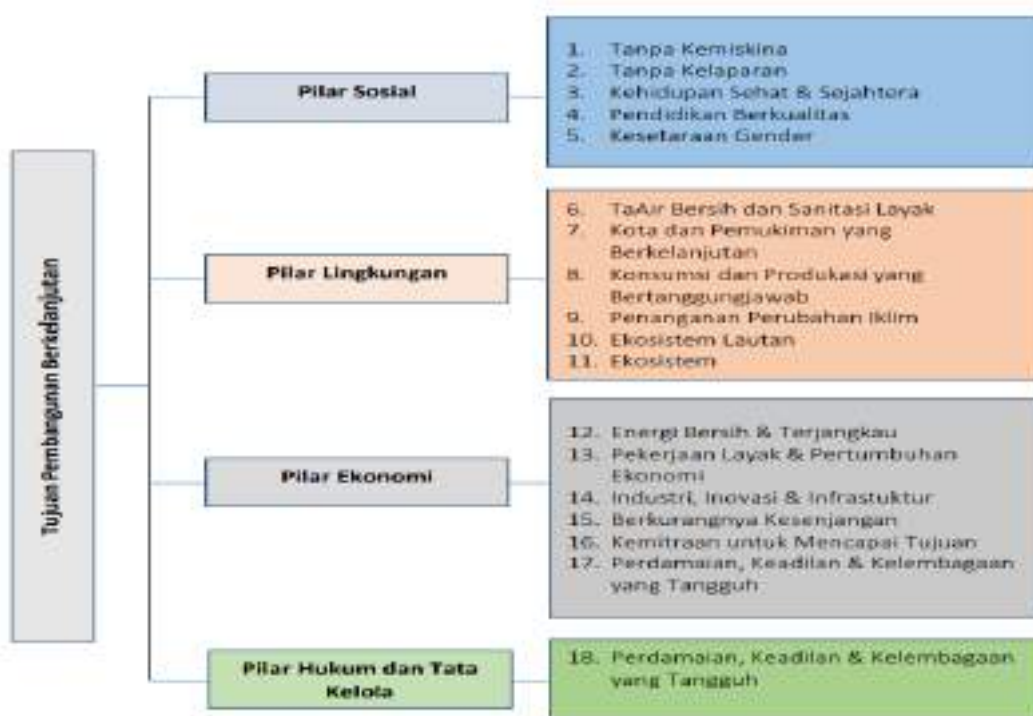 Tujuan Pembangunan Berkelanjutan
Pilar Sosial
1. Tanpa Kemiskina
2. Tanpa Kelaparan
3. Kehidupan Sehat & Sejahtera
4. Pendidikan Berkualitas
5. Kesetaraan Gender
Pilar Lingkungan
6. TaAir Bersih dan Sanitasi Layak
7. Kota dan Pemukiman yang
Berkelanjutan
8. Konsumsi dan Produkasi yang
Bertanggungjawab
9. Penanganan Perubahan Iklim
10. Ekosistem Lautan
11. Ekosistem
Pilar Ekonomi
12. Energi Bersih & Terjangkau
13. Pekerjaan Layak & Pertumbuhan
Ekonomi
14. Industri, Inovasi & Infrastuktur
15. Berkurangnya Kesenjangan
16. Kemitraan untuk Mencapai Tujuan
17. Perdamaian, Keadilan & Kelembagaan
yang Tangguh
Pilar Hukum dan Tata
Kelola
18. Perdamaian, Keadilan & Kelembagaan
yang Tangguh